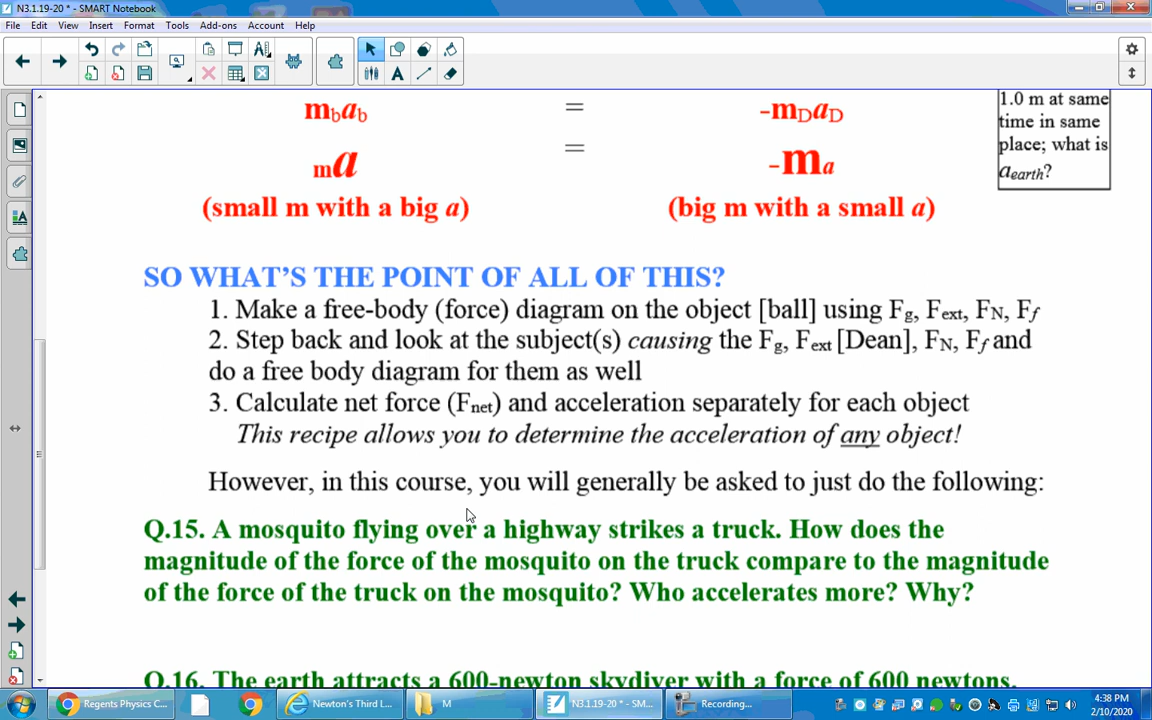 N3.1.19-20 * - SMART Notebook
File Edit View Insert Format Tools Add-ons Account Help
mbab = -mDaD
ma = -ma
(small m with a big a) (big m with a small a)
1.0 m at same
time in same
place; what is
aearth?
SO WHAT'S THE POINT OF ALL OF THIS?
1. Make a free-body (force) diagram on the object [ball] using Fg, Fext, FN, Ff
2. Step back and look at the subject(s) causing the Fg, Fext [Dean], FN, Ff and
do a free body diagram for them as well
3. Calculate net force (Fnet) and acceleration separately for each object
This recipe allows you to determine the acceleration of any object!
However, in this course, you will generally be asked to just do the following:
Q.15. A mosquito flying over a highway strikes a truck. How does the
magnitude of the force of the mosquito on the truck compare to the magnitude
of the force of the truck on the mosquito? Who accelerates more? Why?
Q.16. The earth attracts a 600-newton skydiver with a force of 600 newtons.
Regents Physics C... Newton's Third L... M N3.1.19-20 * - SM... Recording...
4:38 PM
2/10/2020